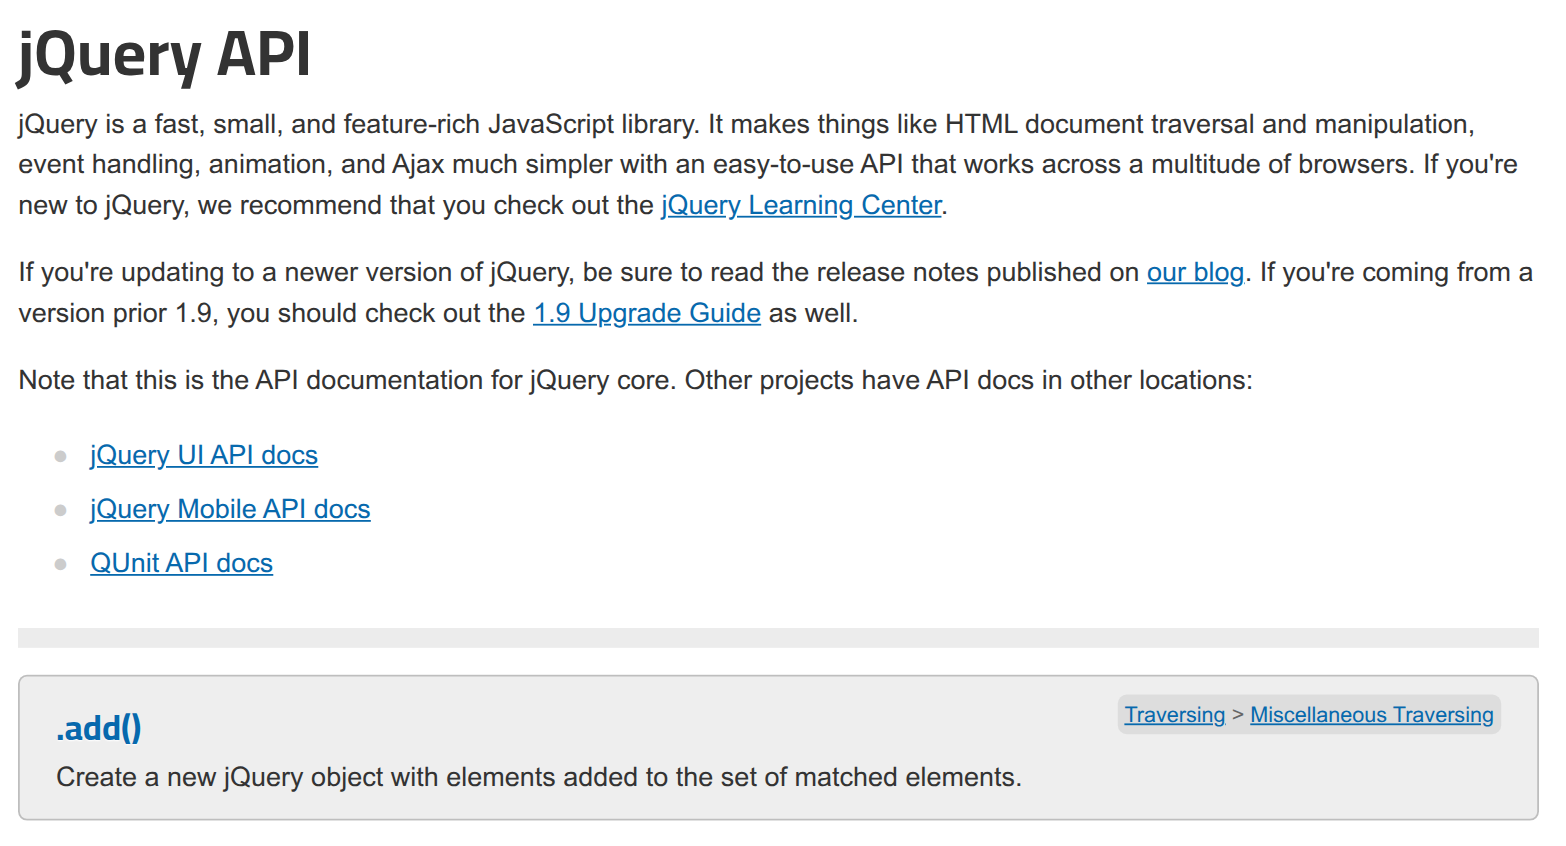 jQuery API
jQuery is a fast, small, and feature-rich JavaScript library. It makes things like HTML document traversal and manipulation,
event handling, animation, and Ajax much simpler with an easy-to-use API that works across a multitude of browsers. If you're
new to jQuery, we recommend that you check out the jQuery Learning Center.
If you're updating to a newer version of jQuery, be sure to read the release notes published on our blog. If you're coming from a
version prior 1.9, you should check out the 1.9 Upgrade Guide as well.
Note that this is the API documentation for jQuery core. Other projects have API docs in other locations:
jQuery UI API docs
jQuery Mobile API docs
QUnit API docs
.add()
Traversing > Miscellaneous Traversing
Create a new jQuery object with elements added to the set of matched elements.